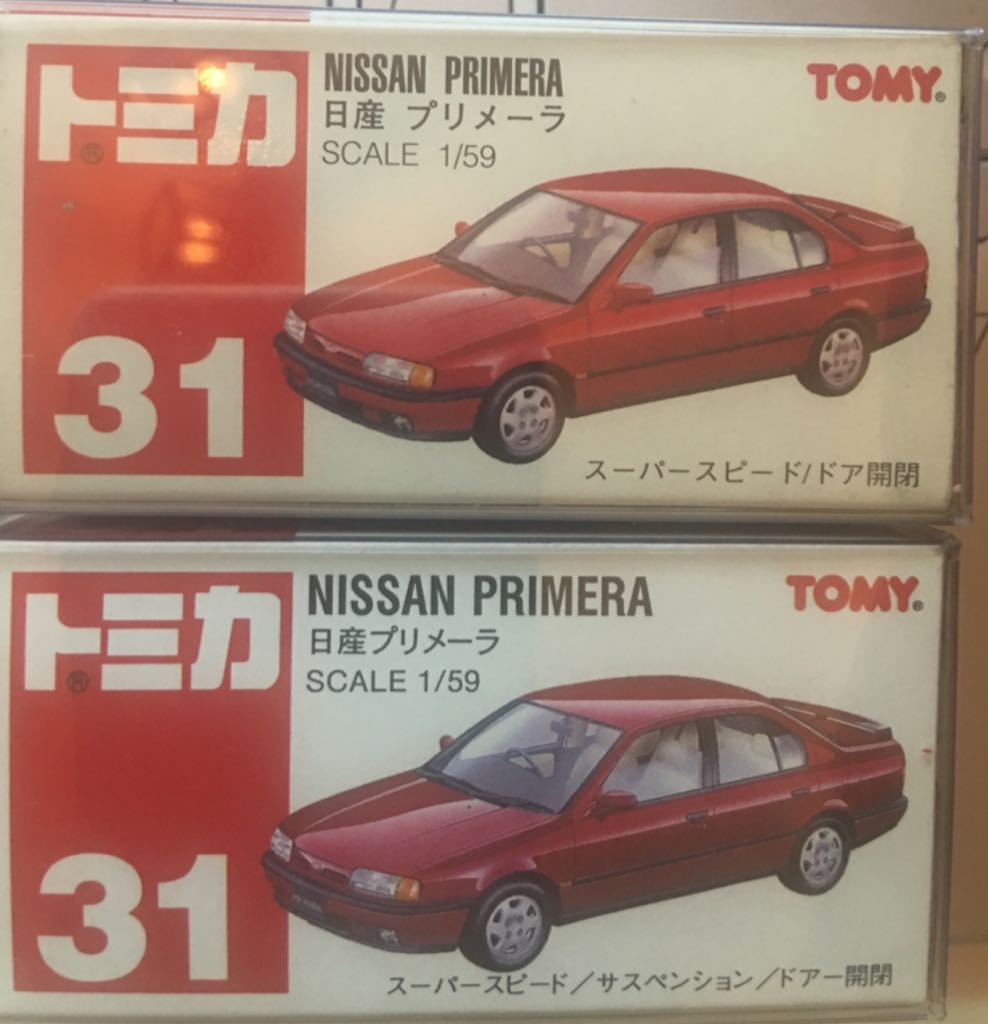 トミカ®
NISSAN PRIMERA
日産 プリメーラ
SCALE 1/59
TOMY®
31
スーパースピード/ドア開閉
トミカ®
NISSAN PRIMERA
日産プリメーラ
SCALE 1/59
TOMY®
31
スーパースピード／サスペンション／ドアー開閉